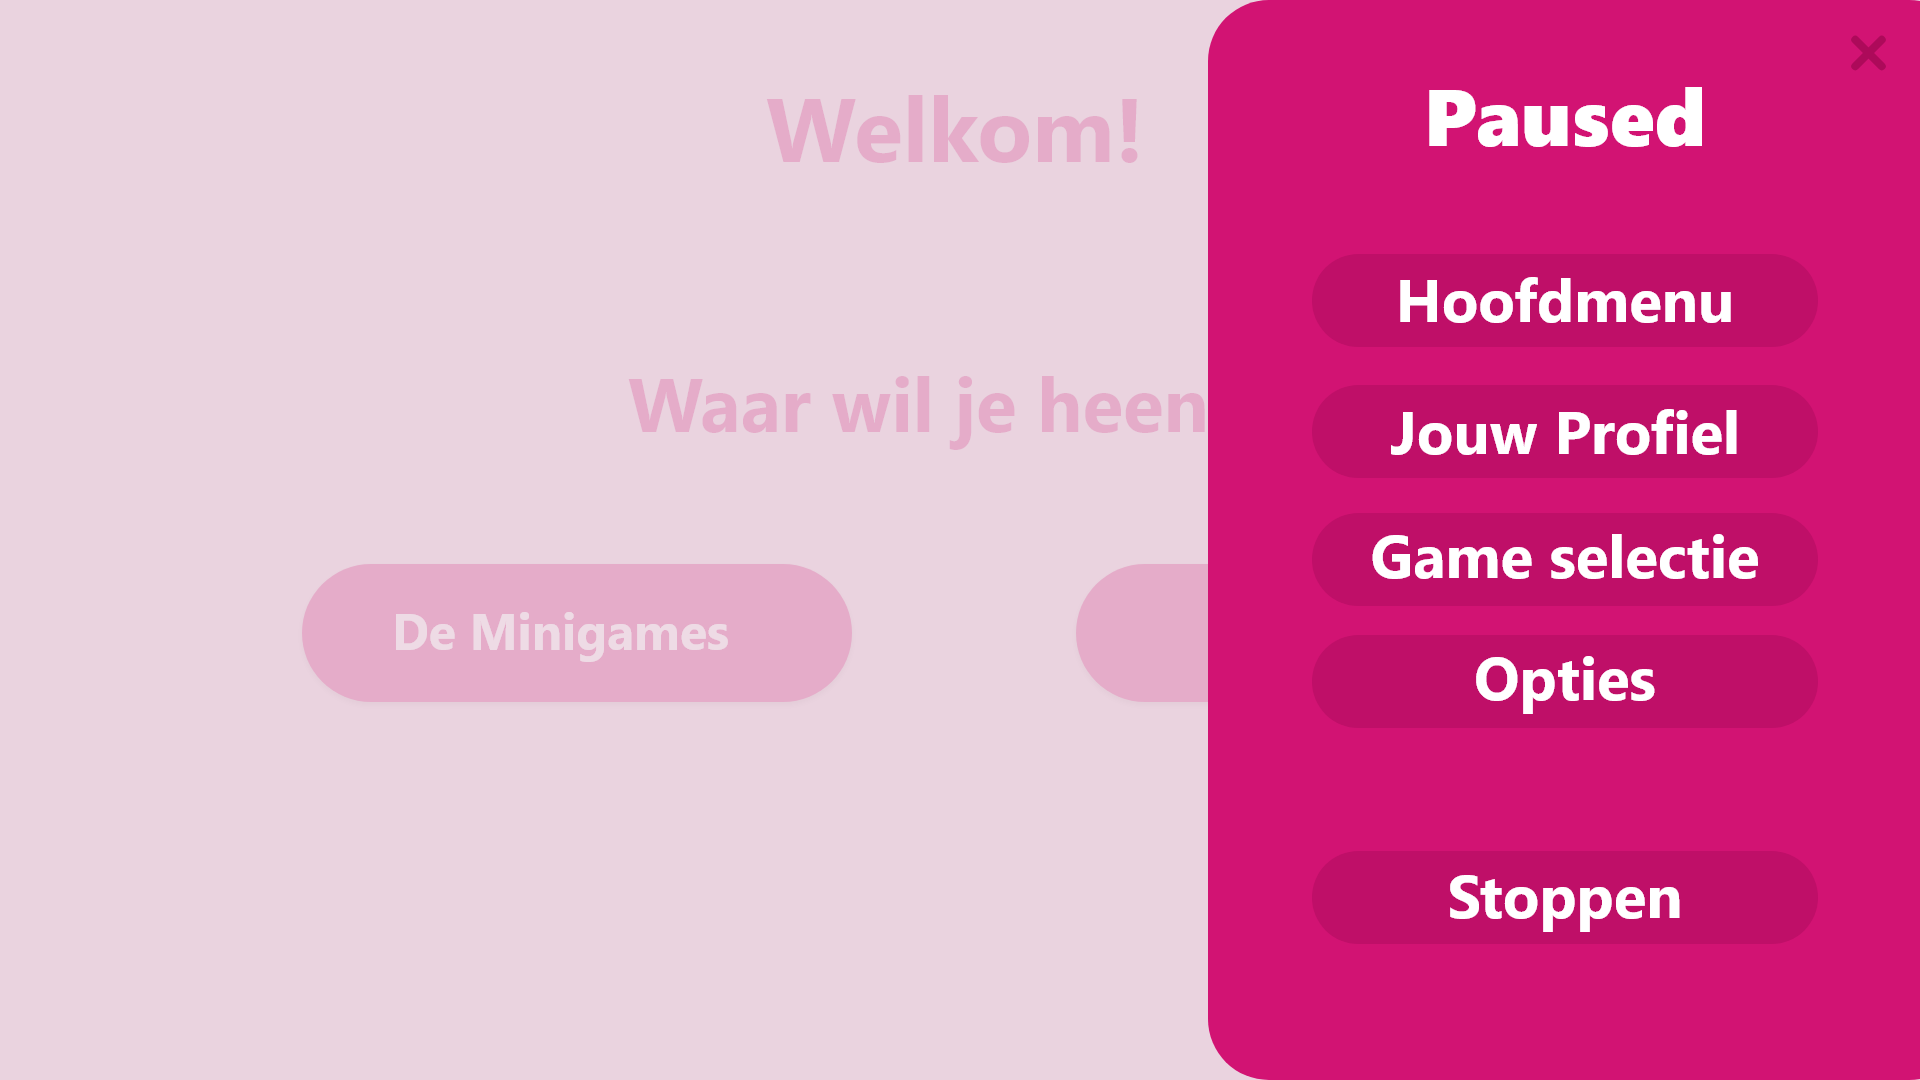 Welkom!
Waar wil je heen
De Minigames
Paused
Hoofdmenu
Jouw Profiel
Game selectie
Opties
Stoppen